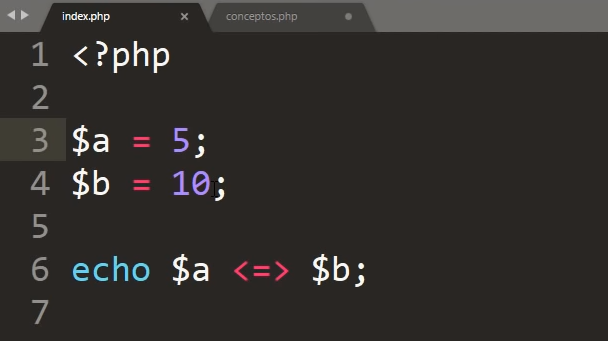 index.php × conceptos.php
1 <?php
2
3 $a = 5;
4 $b = 10;
5
6 echo $a <=> $b;
7